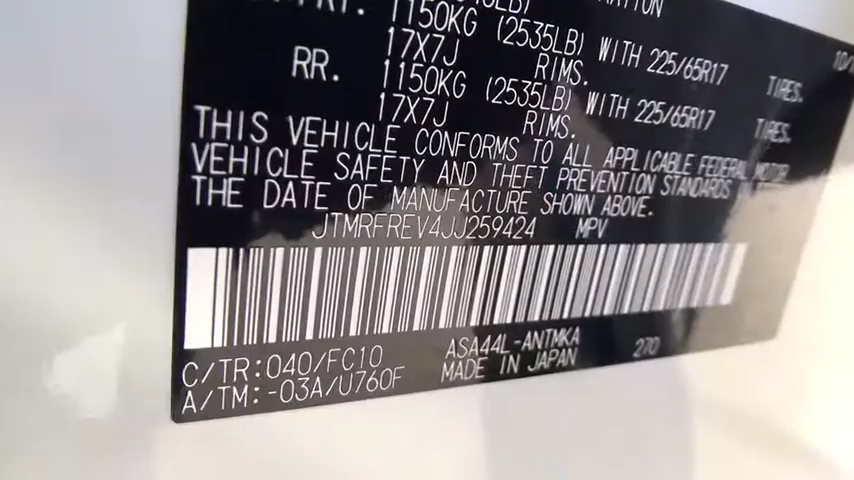 1150KG (2535LB) WITH 225/65R17 TIRES.
17X7J RIMS.
RR. 1150KG (2535LB) WITH 225/65R17 TIRES.
17X7J RIMS.
THIS VEHICLE CONFORMS TO ALL APPLICABLE FEDERAL MOTOR
VEHICLE SAFETY AND THEFT PREVENTION STANDARDS
THE DATE OF MANUFACTURE SHOWN ABOVE.
JTMRFREV4JJ259424 MPV
C/TR:040/FC10 ASA44L-ANTMKA 270
A/TM:-03A/U760F MADE IN JAPAN